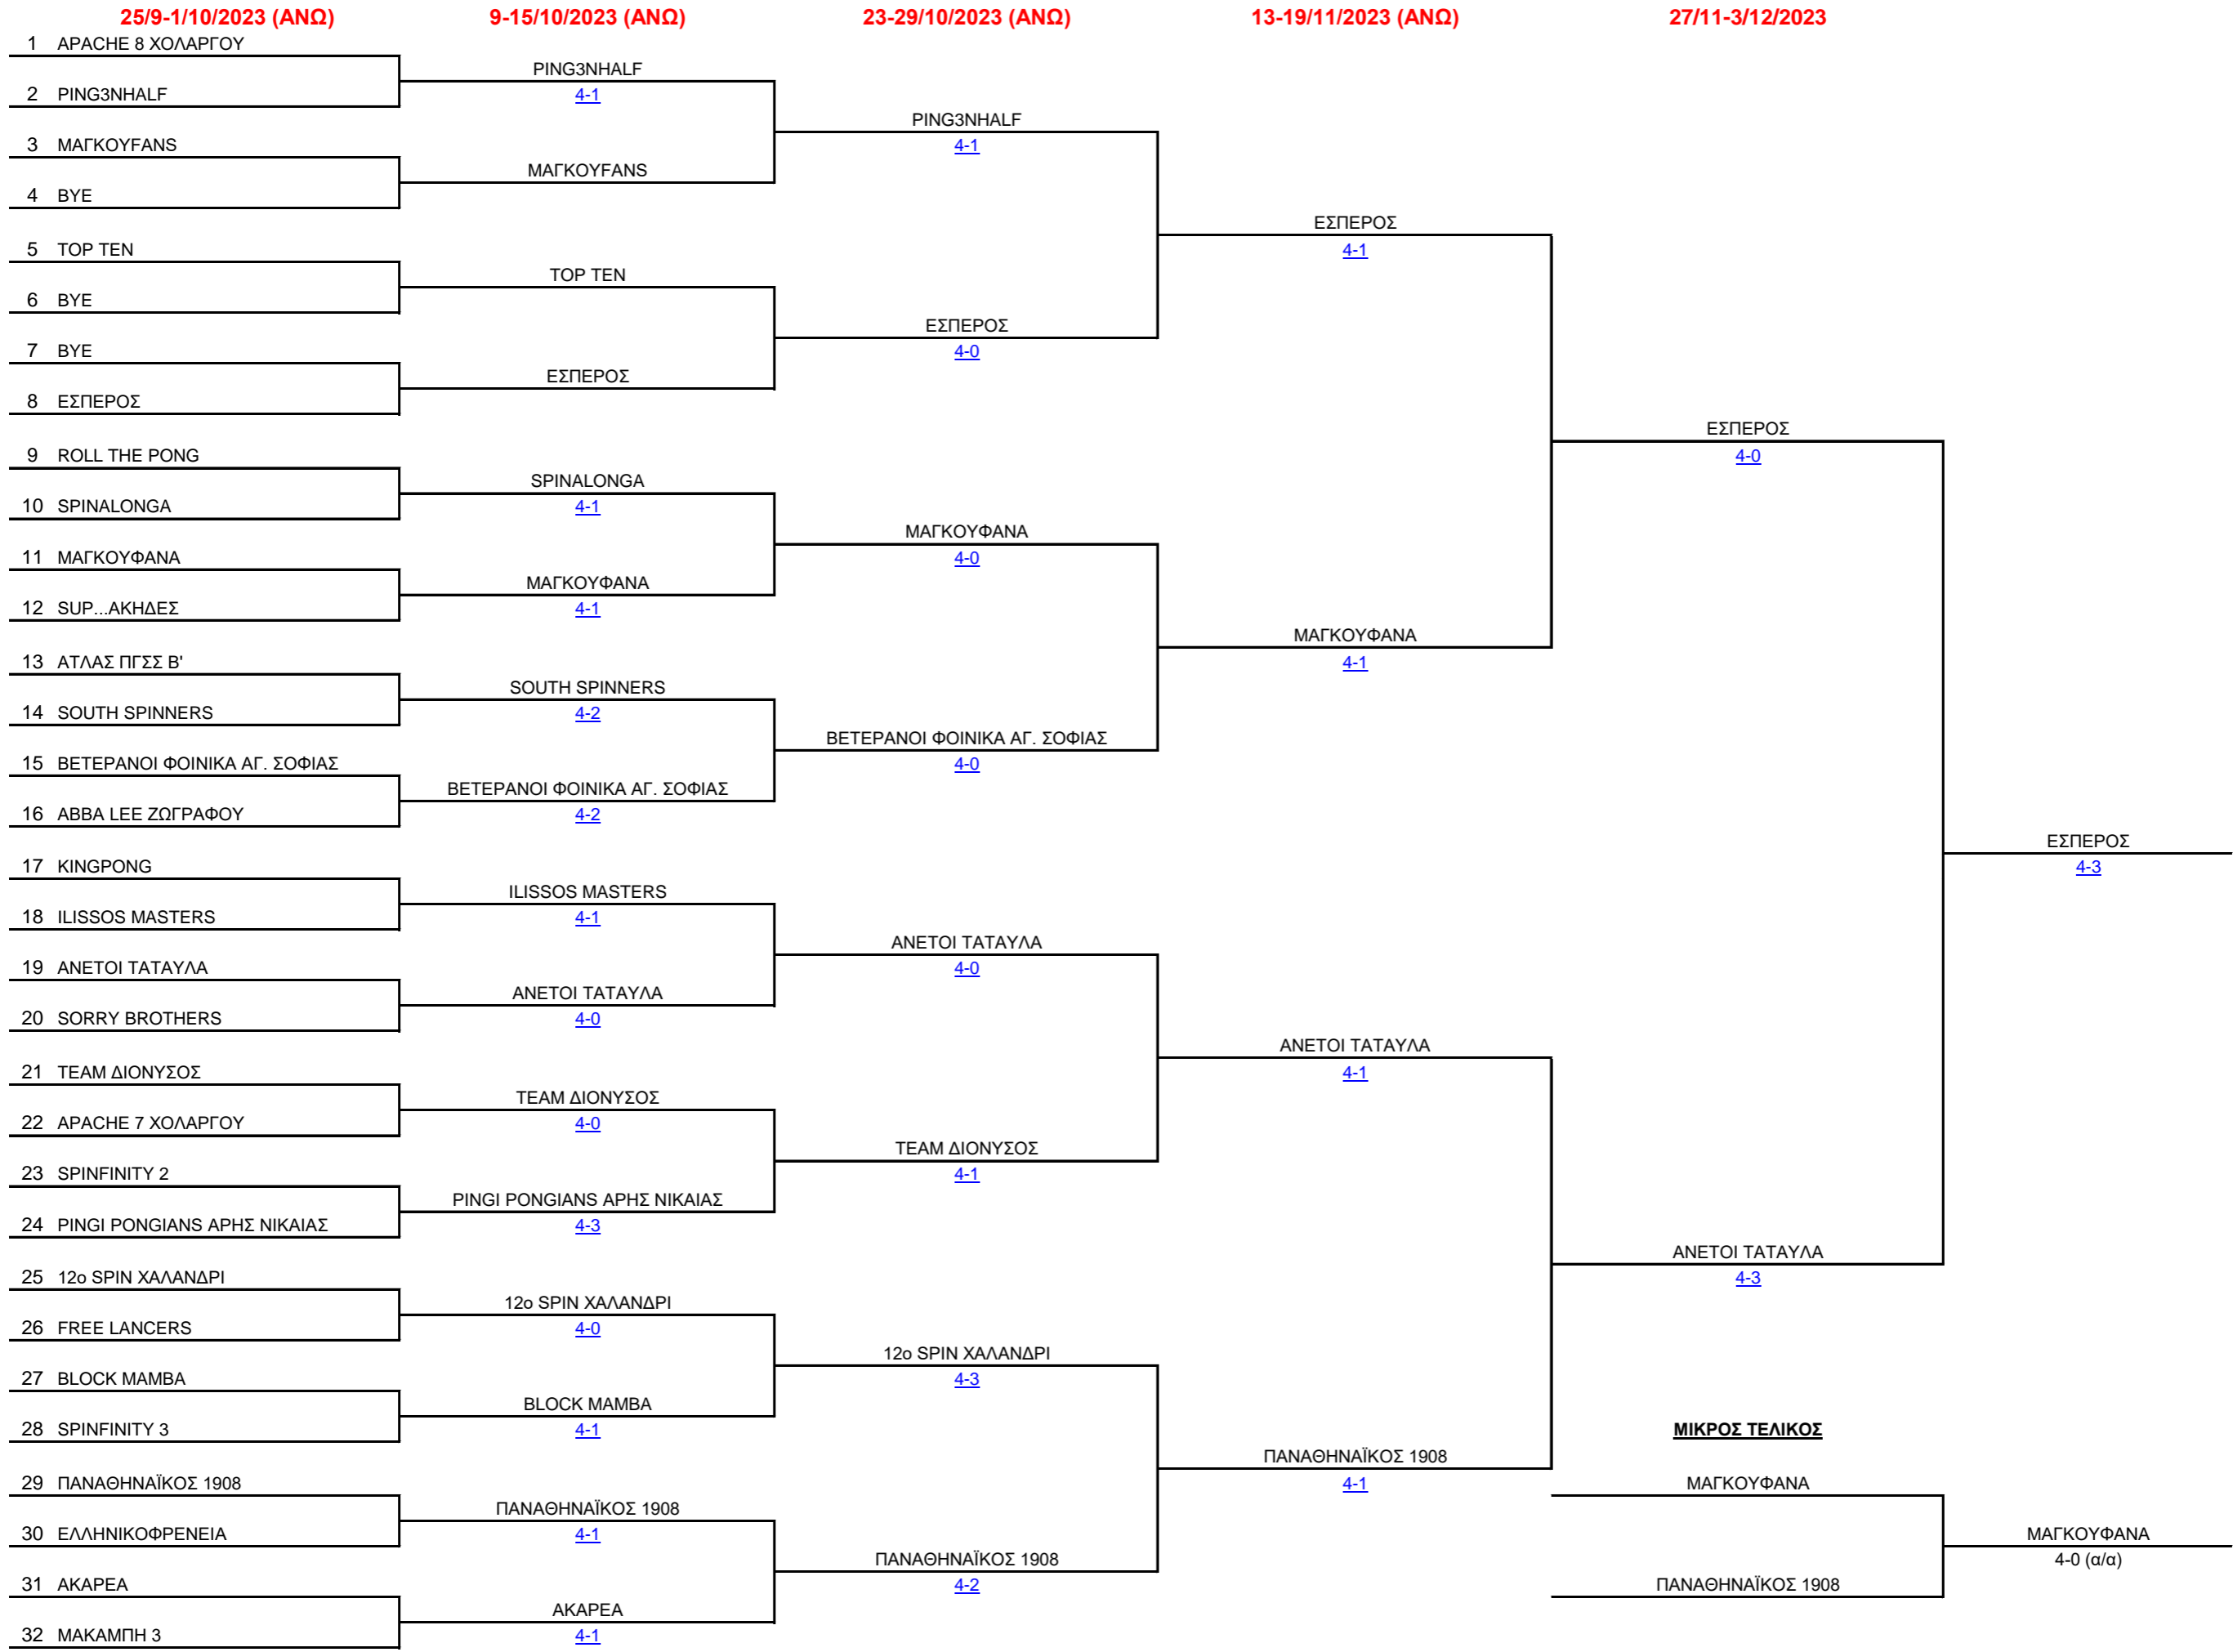 25/9-1/10/2023 (ΑΝΩ)
9-15/10/2023 (ΑΝΩ)
23-29/10/2023 (ΑΝΩ)
13-19/11/2023 (ΑΝΩ)
27/11-3/12/2023
1 APACHE 8 ΧΟΛΑΡΓΟΥ
2 PING3NHALF
3 ΜΑΓΚΟΥFANS
4 BYE
5 TOP TEN
6 BYE
7 BYE
8 ΕΣΠΕΡΟΣ
9 ROLL THE PONG
10 SPINALONGA
11 ΜΑΓΚΟΥΦΑΝΑ
12 SUP...ΑΚΗΔΕΣ
13 ΑΤΛΑΣ ΠΓΣΣ Β'
14 SOUTH SPINNERS
15 ΒΕΤΕΡΑΝΟΙ ΦΟΙΝΙΚΑ ΑΓ. ΣΟΦΙΑΣ
16 ABBA LEE ΖΩΓΡΑΦΟΥ
17 KINGPONG
18 ILISSOS MASTERS
19 ΑΝΕΤΟΙ ΤΑΤΑΥΛΑ
20 SORRY BROTHERS
21 TEAM ΔΙΟΝΥΣΟΣ
22 APACHE 7 ΧΟΛΑΡΓΟΥ
23 SPINFINITY 2
24 PINGI PONGIANS ΑΡΗΣ ΝΙΚΑΙΑΣ
25 12ο SPIN ΧΑΛΑΝΔΡΙ
26 FREE LANCERS
27 BLOCK MAMBA
28 SPINFINITY 3
29 ΠΑΝΑΘΗΝΑΪΚΟΣ 1908
30 ΕΛΛΗΝΙΚΟΦΡΕΝΕΙΑ
31 ΑΚΑΡΕΑ
32 ΜΑΚΑΜΠΗ 3
PING3NHALF
4-1
ΜΑΓΚΟΥFANS
TOP TEN
ΕΣΠΕΡΟΣ
SPINALONGA
4-1
ΜΑΓΚΟΥΦΑΝΑ
4-1
SOUTH SPINNERS
4-2
ΒΕΤΕΡΑΝΟΙ ΦΟΙΝΙΚΑ ΑΓ. ΣΟΦΙΑΣ
4-2
ILISSOS MASTERS
4-1
ΑΝΕΤΟΙ ΤΑΤΑΥΛΑ
4-0
TEAM ΔΙΟΝΥΣΟΣ
4-0
PINGI PONGIANS ΑΡΗΣ ΝΙΚΑΙΑΣ
4-3
12ο SPIN ΧΑΛΑΝΔΡΙ
4-0
BLOCK MAMBA
4-1
ΠΑΝΑΘΗΝΑΪΚΟΣ 1908
4-1
ΑΚΑΡΕΑ
4-1
PING3NHALF
4-1
ΕΣΠΕΡΟΣ
4-0
ΜΑΓΚΟΥΦΑΝΑ
4-0
ΒΕΤΕΡΑΝΟΙ ΦΟΙΝΙΚΑ ΑΓ. ΣΟΦΙΑΣ
4-0
ΑΝΕΤΟΙ ΤΑΤΑΥΛΑ
4-0
TEAM ΔΙΟΝΥΣΟΣ
4-1
12ο SPIN ΧΑΛΑΝΔΡΙ
4-3
ΠΑΝΑΘΗΝΑΪΚΟΣ 1908
4-2
ΕΣΠΕΡΟΣ
4-1
ΜΑΓΚΟΥΦΑΝΑ
4-1
ΑΝΕΤΟΙ ΤΑΤΑΥΛΑ
4-1
ΠΑΝΑΘΗΝΑΪΚΟΣ 1908
4-1
ΕΣΠΕΡΟΣ
4-0
ΑΝΕΤΟΙ ΤΑΤΑΥΛΑ
4-3
ΕΣΠΕΡΟΣ
4-3
ΜΙΚΡΟΣ ΤΕΛΙΚΟΣ
ΜΑΓΚΟΥΦΑΝΑ
ΠΑΝΑΘΗΝΑΪΚΟΣ 1908
ΜΑΓΚΟΥΦΑΝΑ
4-0 (α/α)